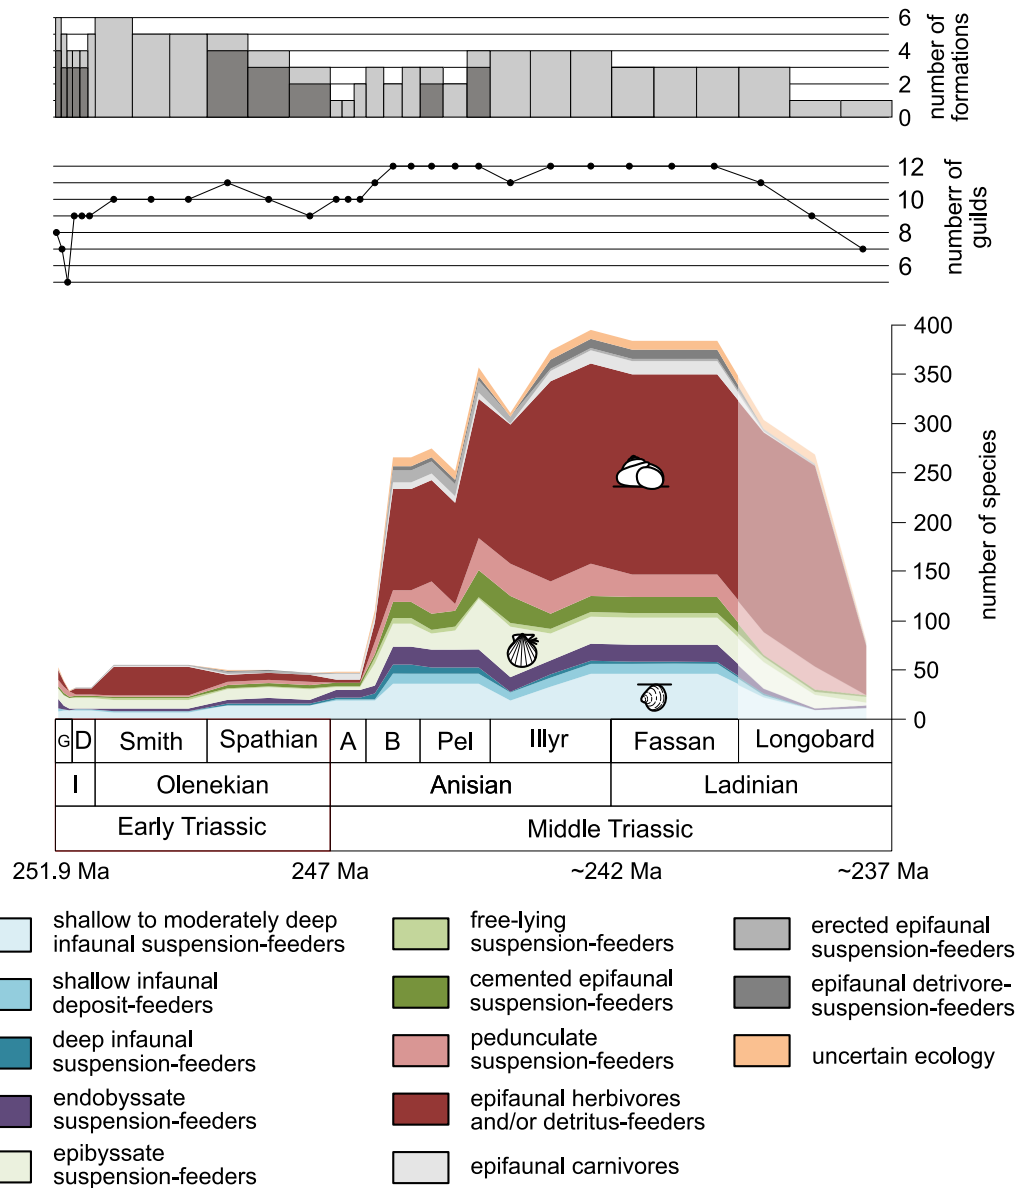 6
4
2
0
number of
formations
12
10
8
6
numberr of
guilds
400
350
300
250
200
150
100
50
0
number of species
G D Smith Spathian A B Pel Illyr Fassan Longobard
I Olenekian Anisian Ladinian
Early Triassic Middle Triassic
251.9 Ma 247 Ma ~242 Ma ~237 Ma
shallow to moderately deep
infaunal suspension-feeders
shallow infaunal
deposit-feeders
deep infaunal
suspension-feeders
endobyssate
suspension-feeders
epibyssate
suspension-feeders
free-lying
suspension-feeders
cemented epifaunal
suspension-feeders
pedunculate
suspension-feeders
epifaunal herbivores
and/or detritus-feeders
epifaunal carnivores
erected epifaunal
suspension-feeders
epifaunal detrivore-
suspension-feeders
uncertain ecology